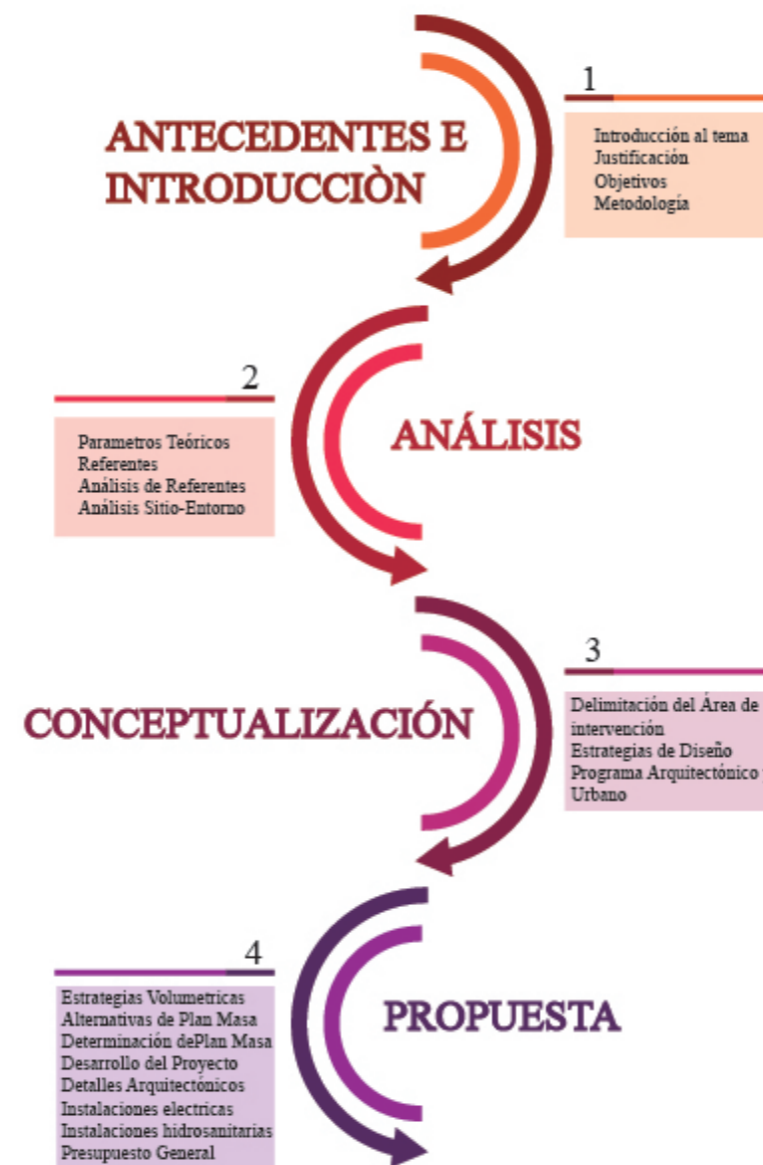 1
ANTECEDENTES E
INTRODUCCIÒN
Introducción al tema
Justificación
Objetivos
Metodología
2
ANÁLISIS
Parametros Teóricos
Referentes
Análisis de Referentes
Análisis Sitio-Entorno
3
CONCEPTUALIZACIÓN
Delimitación del Área de
intervención
Estrategias de Diseño
Programa Arquitectónico
Urbano
4
PROPUESTA
Estrategias Volumetricas
Alternativas de Plan Masa
Determinación dePlan Masa
Desarrollo del Proyecto
Detalles Arquitectónicos
Instalaciones electricas
Instalaciones hidrosanitarias
Presupuesto General